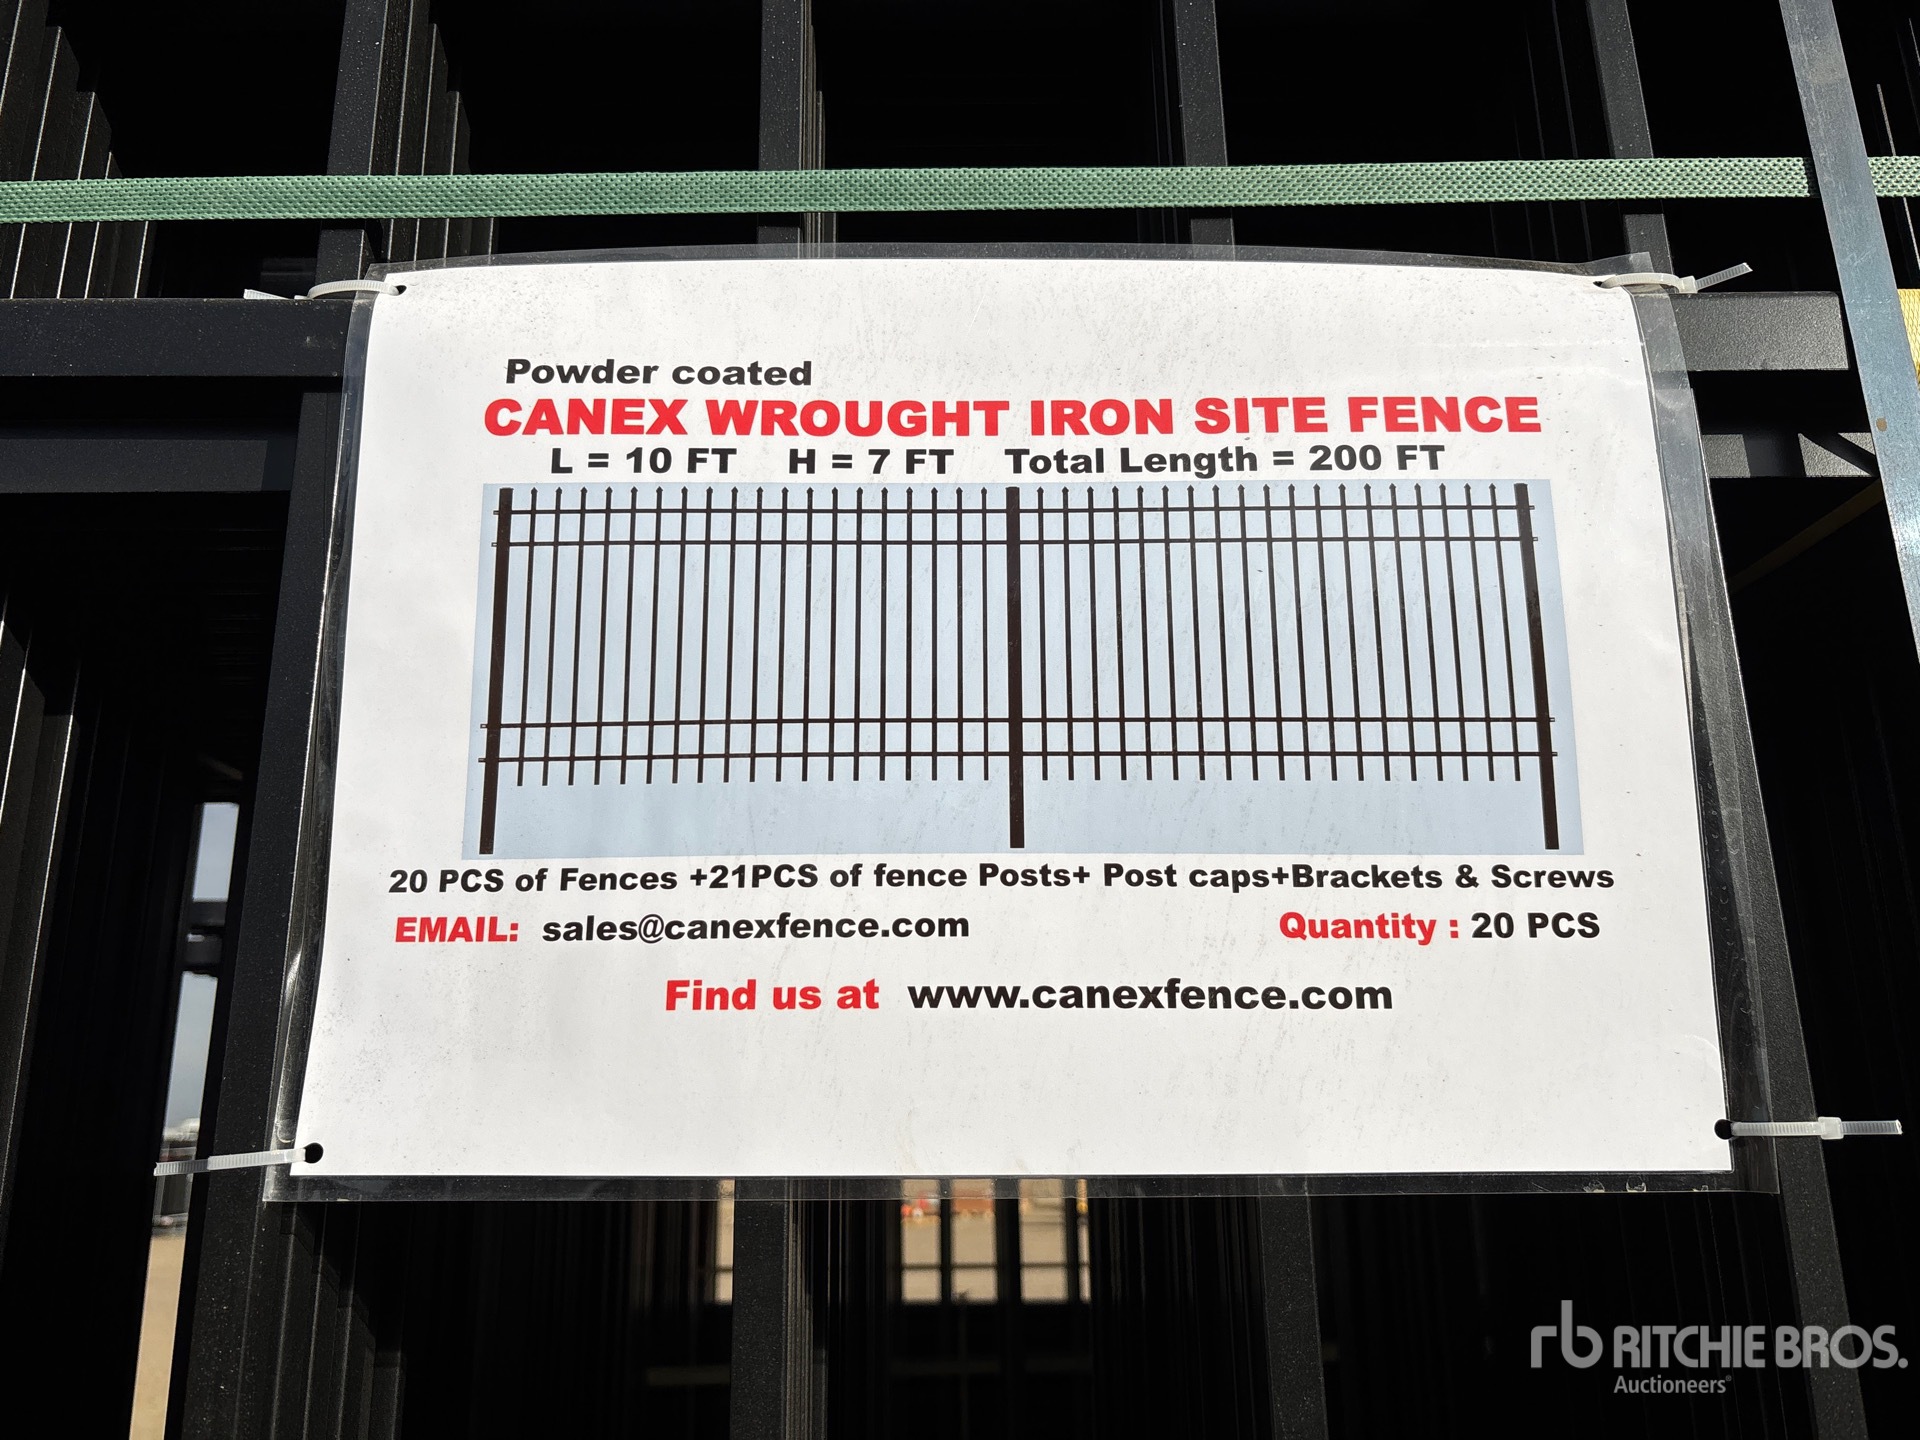 Powder coated
CANEX WROUGHT IRON SITE FENCE
L = 10 FT H = 7 FT Total Length = 200 FT
20 PCS of Fences +21PCS of fence Posts+ Post caps+Brackets & Screws
EMAIL: sales@canexfence.com Quantity : 20 PCS
Find us at www.canexfence.com
rb RITCHIE BROS.
Auctioneers®